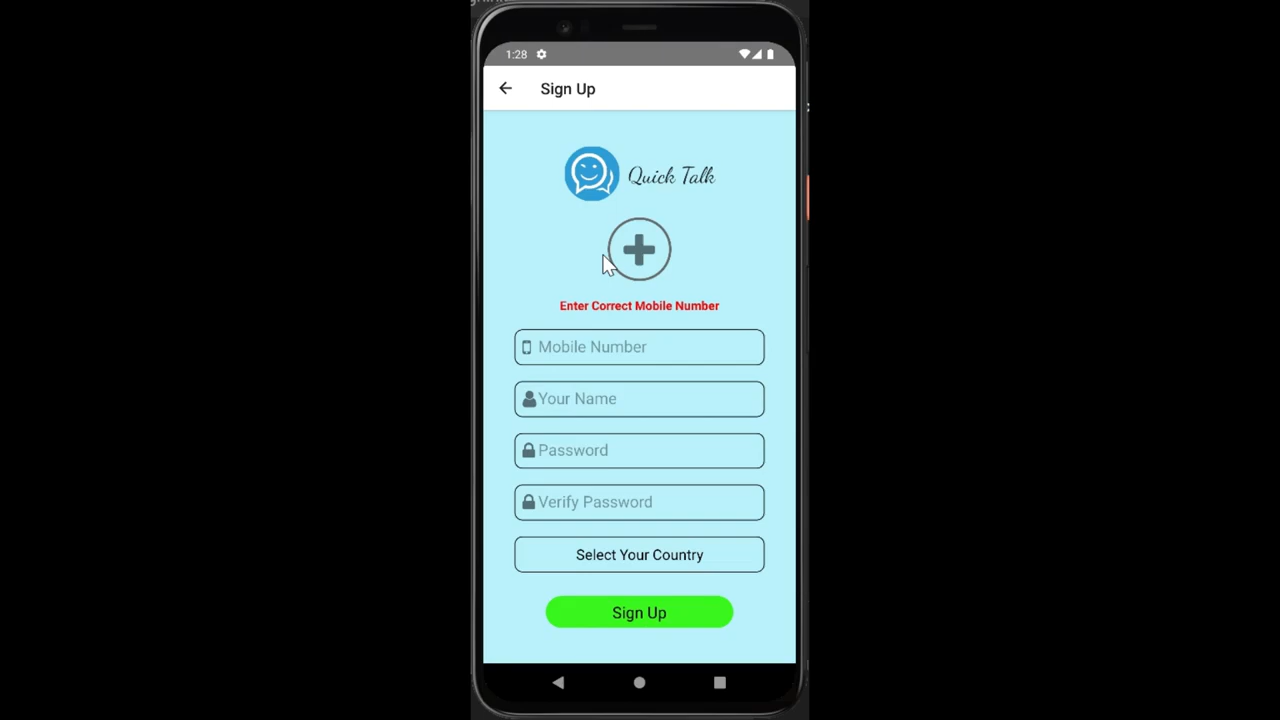 1:28
Sign Up
Quick Talk
Enter Correct Mobile Number
Mobile Number
Your Name
Password
Verify Password
Select Your Country
Sign Up